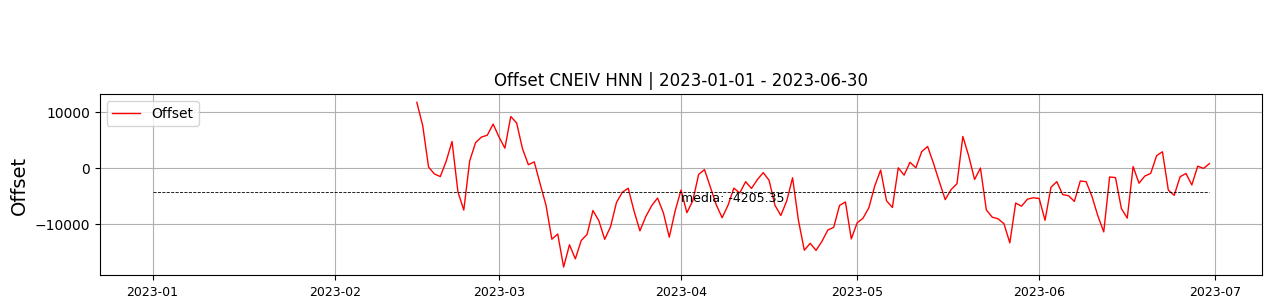 Offset CNEIV HNN | 2023-01-01 - 2023-06-30
Offset
10000
0
−10000
Offset
media: -4205.35
2023-01 2023-02 2023-03 2023-04 2023-05 2023-06 2023-07